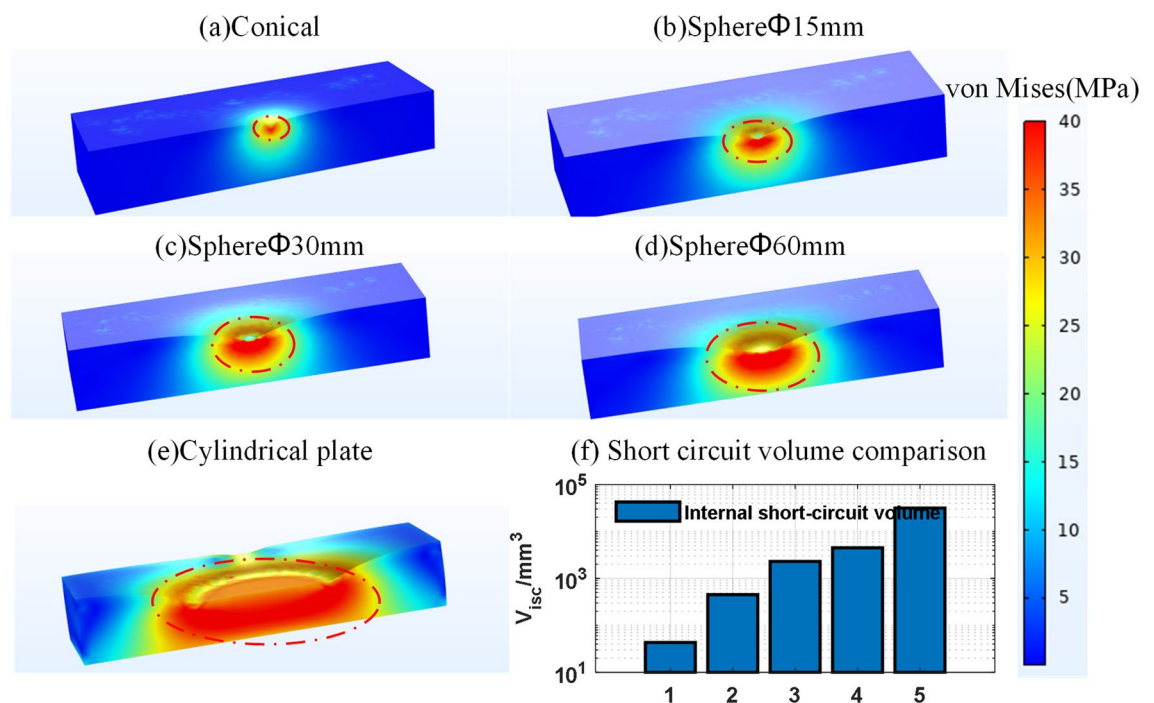 (a)Conical
(b)SphereΦ15mm
von Mises(MPa)
40
35
30
25
20
15
10
5
(c)SphereΦ30mm
(d)SphereΦ60mm
(e)Cylindrical plate
(f) Short circuit volume comparison
10^5
10^3
10^1
V_isc/mm^3
Internal short-circuit volume
1 2 3 4 5